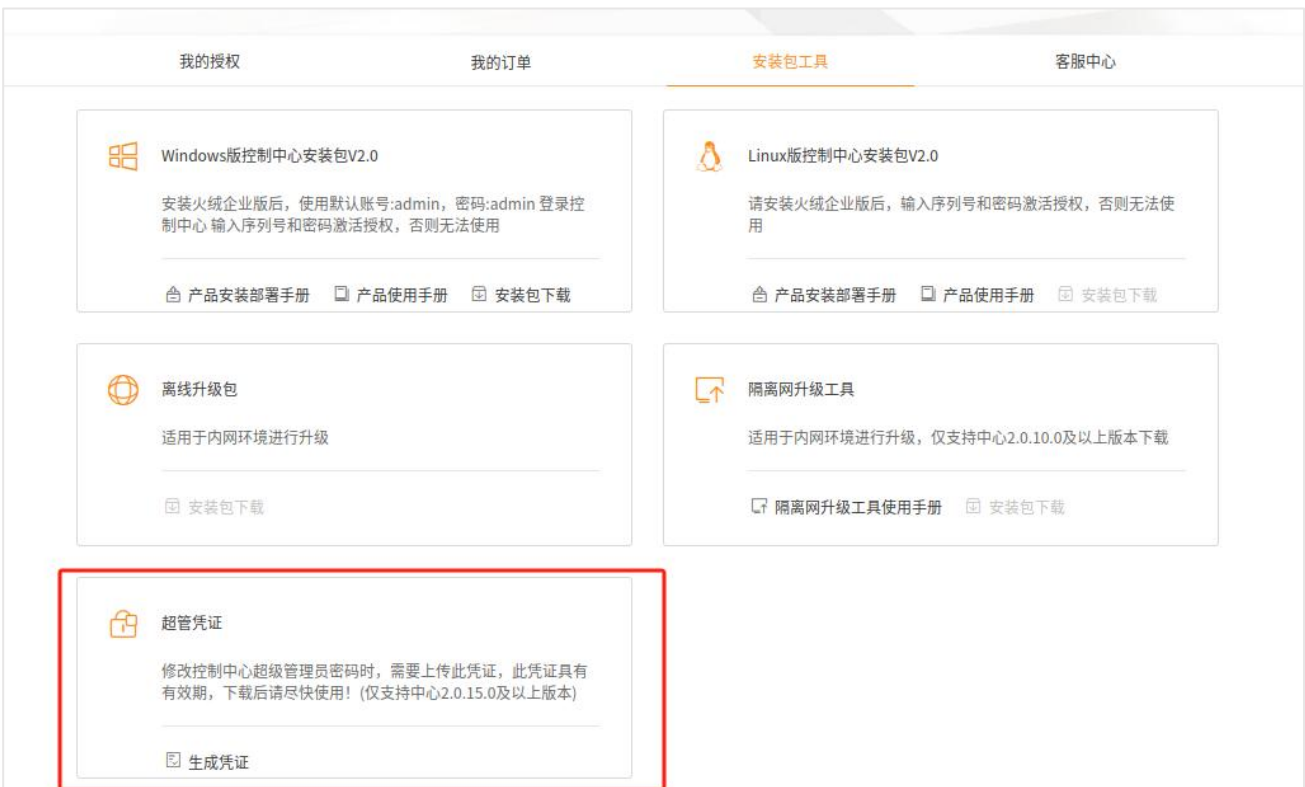 我的授权
我的订单
安装包工具
客服中心
Windows版控制中心安装包V2.0
安装火绒企业版后，使用默认账号:admin，密码:admin 登录控
制中心 输入序列号和密码激活授权，否则无法使用
产品安装部署手册 产品使用手册 安装包下载
Linux版控制中心安装包V2.0
请安装火绒企业版后，输入序列号和密码激活授权，否则无法使
用
产品安装部署手册 产品使用手册 安装包下载
离线升级包
适用于内网环境进行升级
安装包下载
隔离网升级工具
适用于内网环境进行升级，仅支持中心2.0.10.0及以上版本下载
隔离网升级工具使用手册 安装包下载
超管凭证
修改控制中心超级管理员密码时，需要上传此凭证，此凭证具有
有效期，下载后请尽快使用！(仅支持中心2.0.15.0及以上版本)
生成凭证